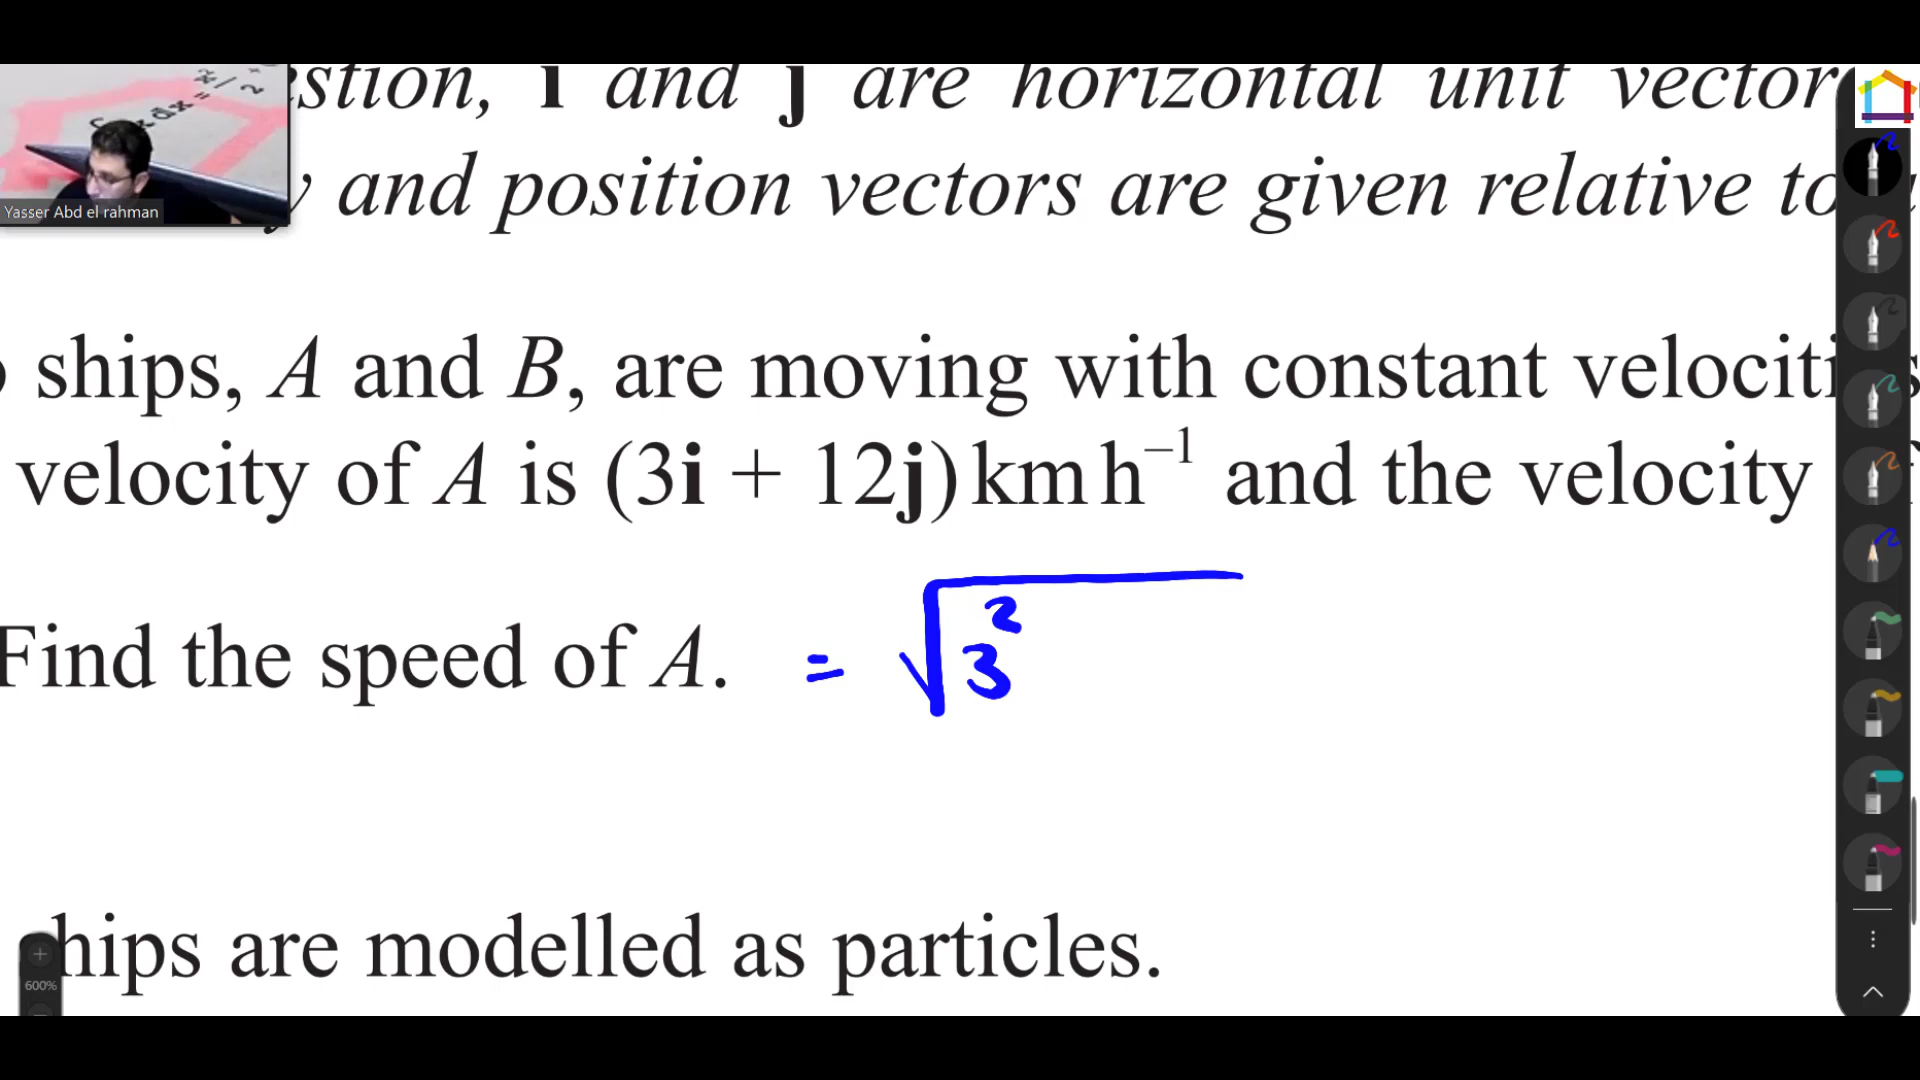 stion, i and j are horizontal unit vector
y and position vectors are given relative to
ships, A and B, are moving with constant velociti
velocity of A is (3i + 12j) km h⁻¹ and the velocity
Find the speed of A. = √3²
hips are modelled as particles.
Yasser Abd el rahman
600%